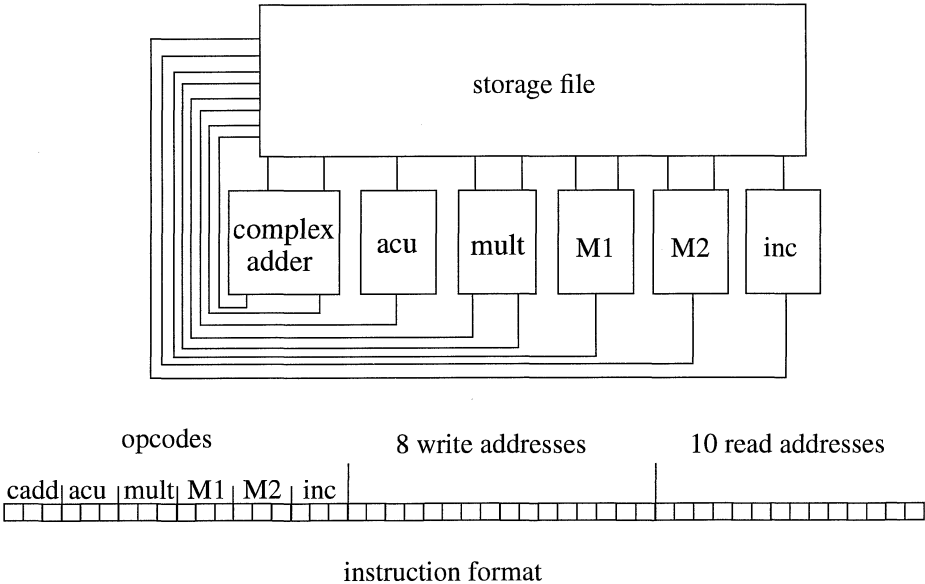 storage file
complex
adder
acu
mult
M1
M2
inc
opcodes
8 write addresses
10 read addresses
cadd acu mult M1 M2 inc
instruction format